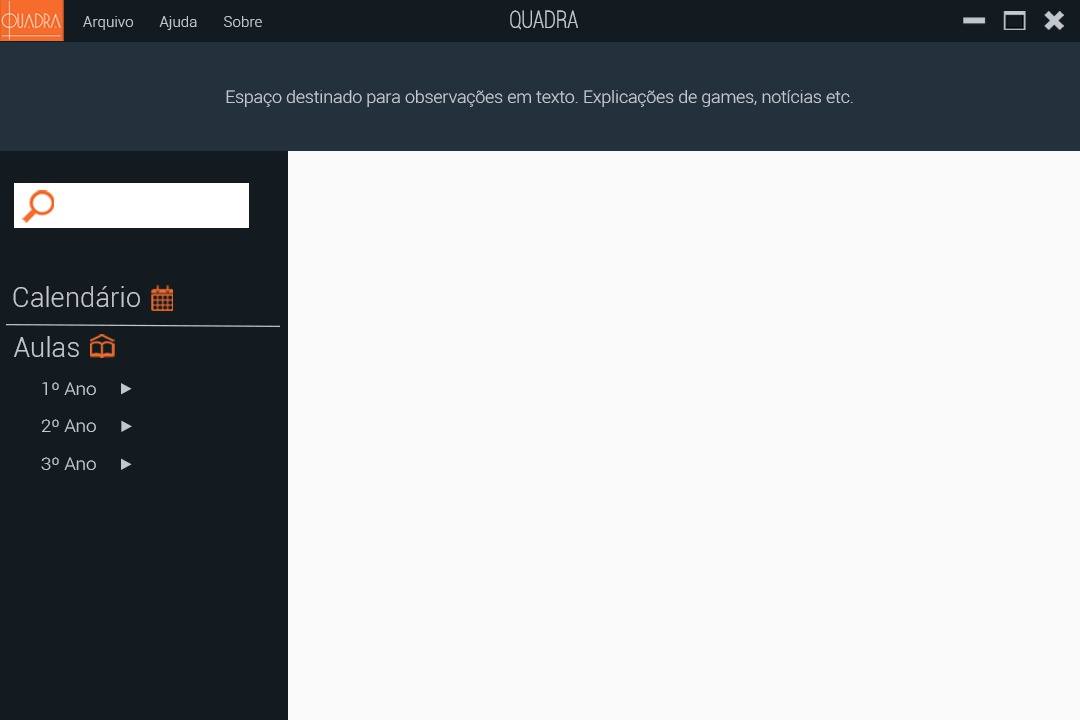 QUADRA Arquivo Ajuda Sobre QUADRA
Espaço destinado para observações em texto. Explicações de games, notícias etc.
Calendário
Aulas
1º Ano
2º Ano
3º Ano